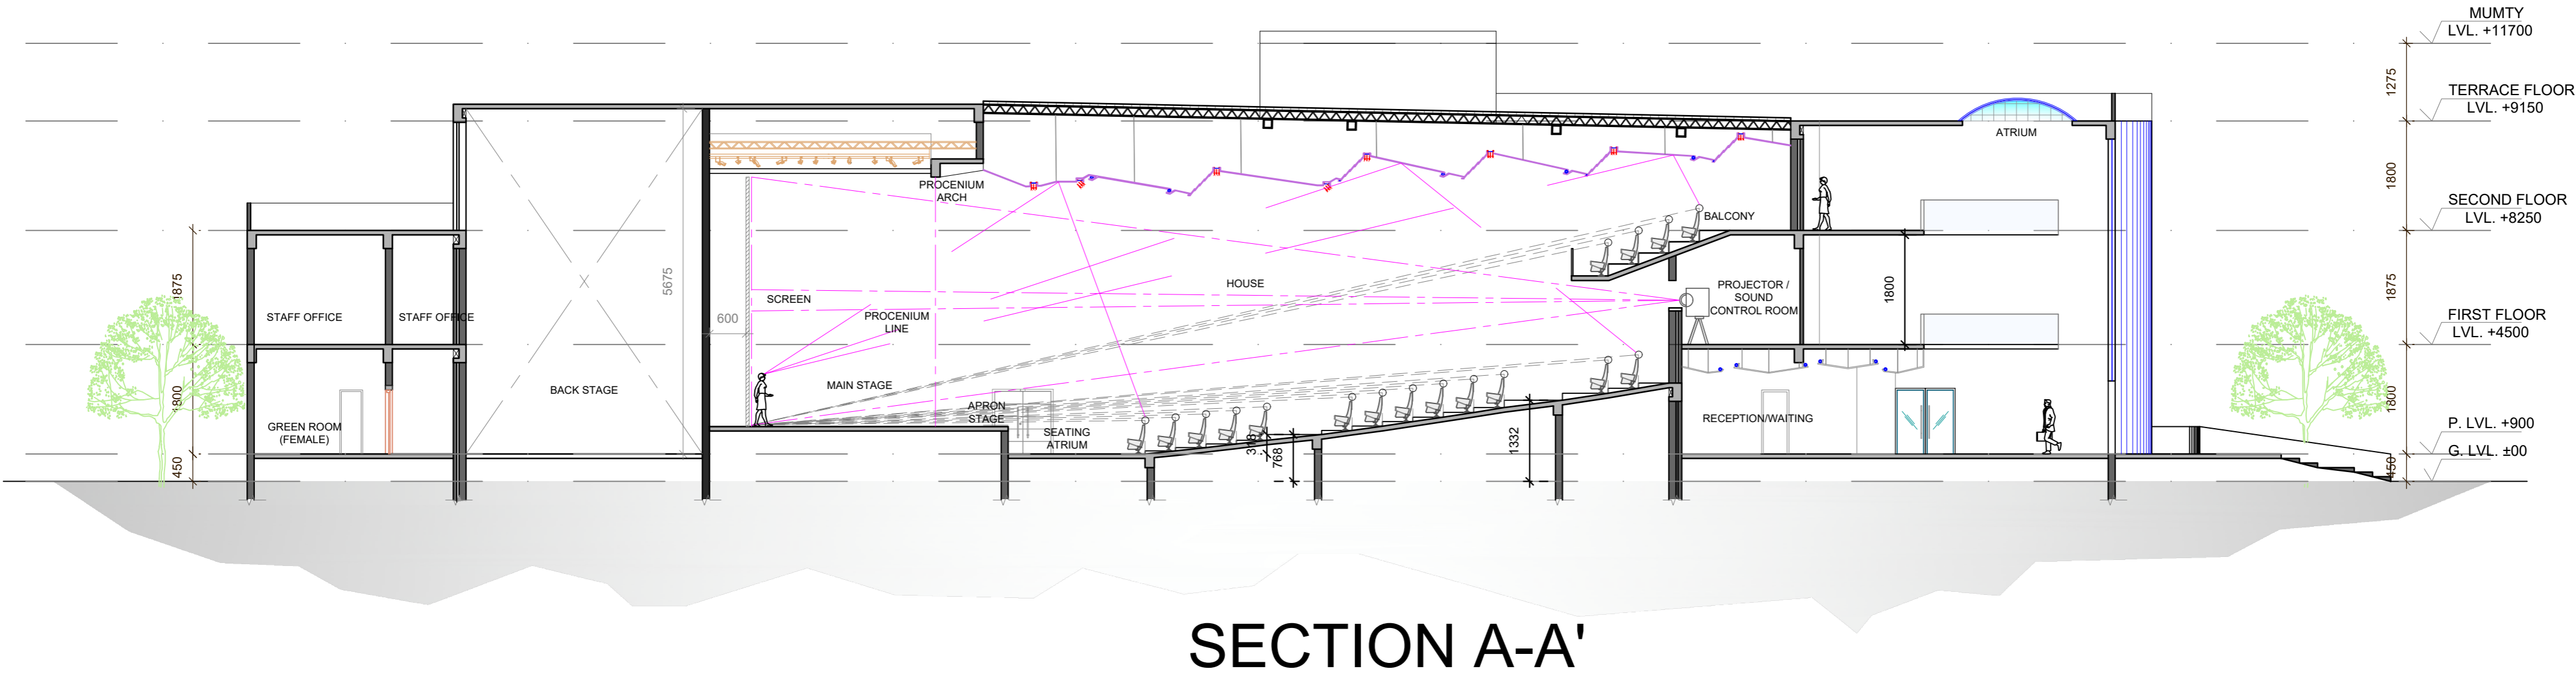 MUMTY
LVL. +11700
1275
TERRACE FLOOR
LVL. +9150
ATRIUM
1800
PROCENIUM
ARCH
SECOND FLOOR
LVL. +8250
BALCONY
1875
5675
HOUSE
PROJECTOR /
SOUND
CONTROL ROOM
1800
1875
SCREEN
600
PROCENIUM
LINE
STAFF OFFICE
STAFF OFFICE
FIRST FLOOR
LVL. +4500
MAIN STAGE
BACK STAGE
1800
1800
APRON
STAGE
GREEN ROOM
(FEMALE)
SEATING
ATRIUM
318
768
1332
RECEPTION/WAITING
P. LVL. +900
G. LVL. ±00
450
450
SECTION A-A'